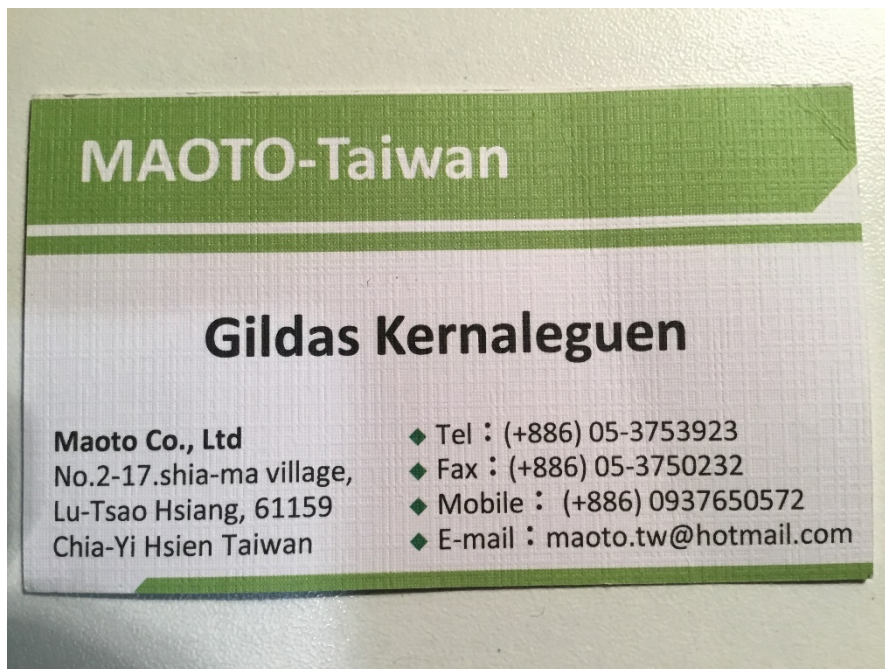 MAOTO-Taiwan
Gildas Kernaleguen
Maoto Co., Ltd
No.2-17.shia-ma village,
Lu-Tsao Hsiang, 61159
Chia-Yi Hsien Taiwan
◆ Tel：(+886) 05-3753923
◆ Fax：(+886) 05-3750232
◆ Mobile： (+886) 0937650572
◆ E-mail：maoto.tw@hotmail.com